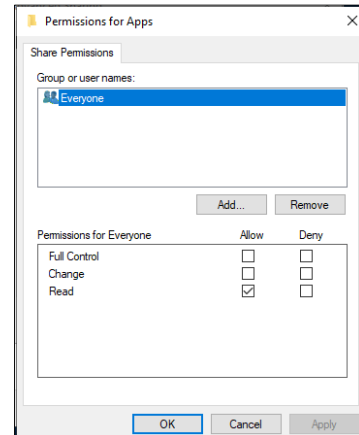 Permissions for Apps
Share Permissions
Group or user names:
Everyone
Add... Remove
Permissions for Everyone Allow Deny
Full Control
Change
Read
OK Cancel Apply